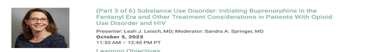 (Part 3 of 6) Substance Use Disorder: Initiating Buprenorphine in the
Fentanyl Era and Other Treatment Considerations in Patients With Opioid
Use Disorder and HIV
Presenter: Leah J. Leisch, MD; Moderator: Sandra A. Springer, MD
October 5, 2023
11:30 AM – 12:45 PM PT
Learning Objectives